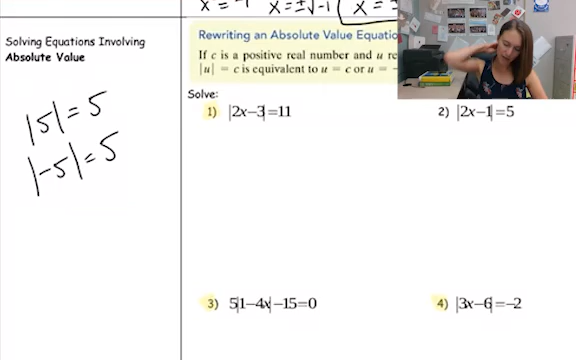 Solving Equations Involving
Absolute Value
|5| = 5
|-5| = 5
Rewriting an Absolute Value Equatio
If c is a positive real number and u re
|u| = c is equivalent to u = c or u = -
Solve:
1) |2x-3|=11
2) |2x-1|=5
3) 5|1-4x|-15=0
4) |3x-6|=-2